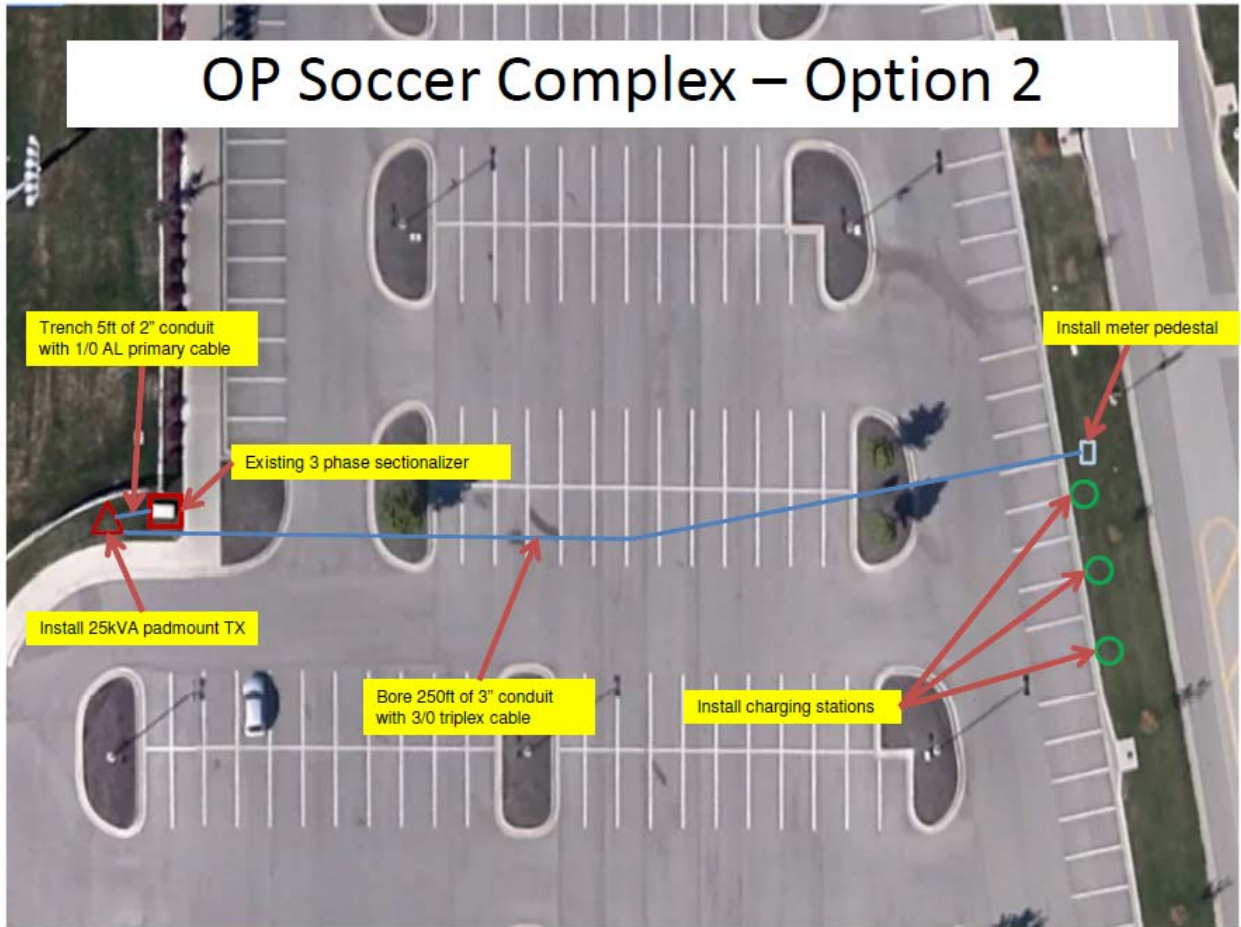 OP Soccer Complex – Option 2
Trench 5ft of 2” conduit
with 1/0 AL primary cable
Install meter pedestal
Existing 3 phase sectionalizer
Install 25kVA padmount TX
Bore 250ft of 3” conduit
with 3/0 triplex cable
Install charging stations